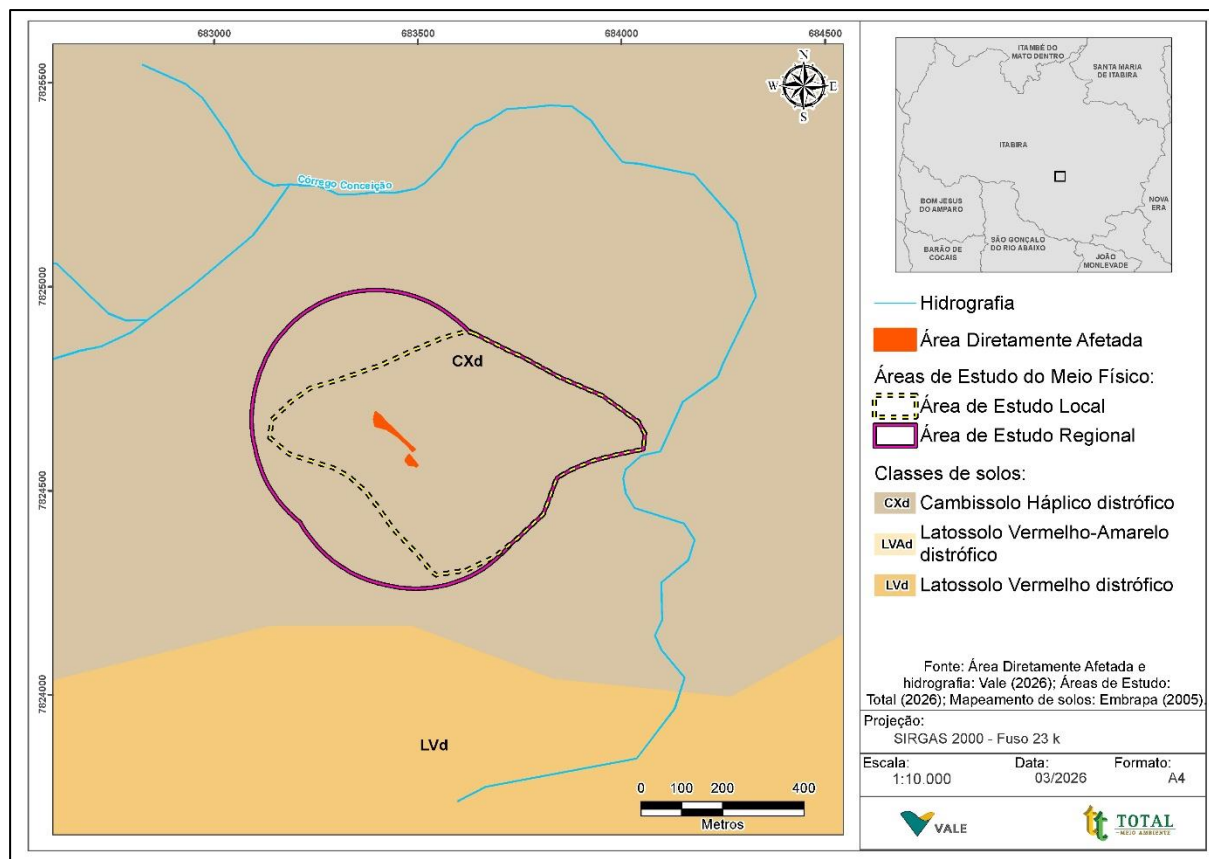 683000
683500
684000
684500
7825500
7825000
7824500
7824000
N
W
E
S
Córrego Conceição
CXd
LVd
0 100 200 400
Metros
ITAMBÉ DO
MATO DENTRO
SANTA MARIA
DE ITABIRA
ITABIRA
BOM JESUS
DO AMPARO
NOVA
ERA
SÃO GONÇALO
DO RIO ABAIXO
BARÃO DE
COCAIS
JOÃO
MONLEVADE
Hidrografia
Área Diretamente Afetada
Áreas de Estudo do Meio Físico:
Área de Estudo Local
Área de Estudo Regional
Classes de solos:
CXd Cambissolo Háplico distrófico
LVAd Latossolo Vermelho-Amarelo
distrófico
LVd Latossolo Vermelho distrófico
Fonte: Área Diretamente Afetada e
hidrografia: Vale (2026); Áreas de Estudo:
Total (2026); Mapeamento de solos: Embrapa (2005).
Projeção:
SIRGAS 2000 - Fuso 23 k
Escala: Data: Formato:
1:10.000 03/2026 A4
VALE
tt TOTAL
MEIO AMBIENTE